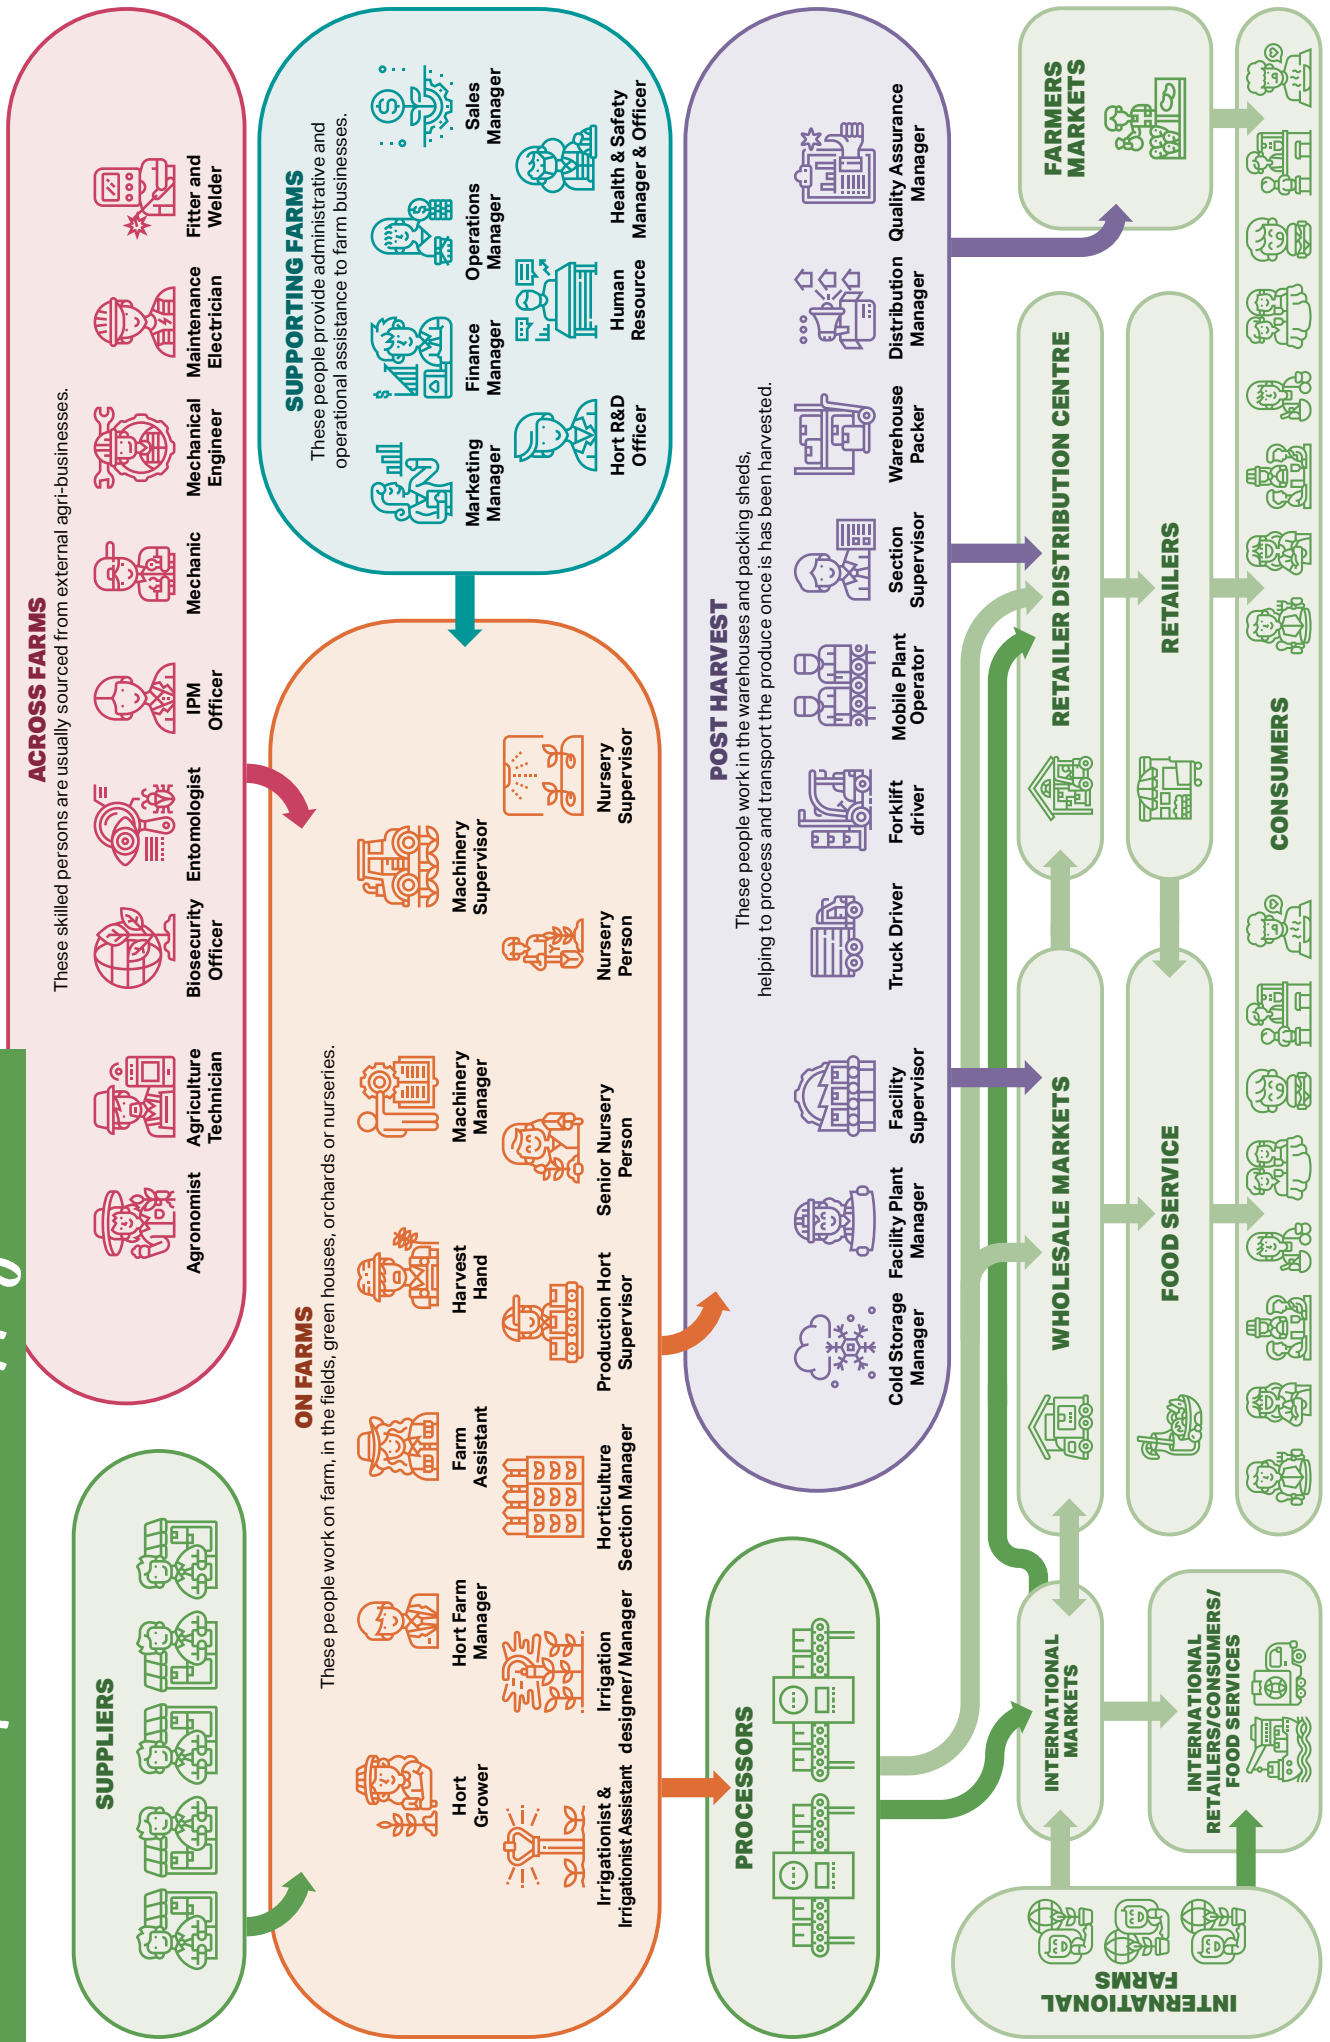 SUPPLIERS
ACROSS FARMS
These skilled persons are usually sourced from external agri-businesses.
Agronomist
Agriculture
Technician
Biosecurity
Officer
Entomologist
IPM
Officer
Mechanic
Mechanical
Engineer
Maintenance
Electrician
Fitter and
Welder
ON FARMS
These people work on farm, in the fields, green houses, orchards or nurseries.
Hort
Grower
Hort Farm
Manager
Farm
Assistant
Harvest
Hand
Machinery
Manager
Machinery
Supervisor
Irrigationist &
Irrigationist Assistant
Irrigation
designer/ Manager
Horticulture
Section Manager
Production Hort
Supervisor
Senior Nursery
Person
Nursery
Person
Nursery
Supervisor
SUPPORTING FARMS
These people provide administrative and
operational assistance to farm businesses.
Marketing
Manager
Finance
Manager
Operations
Manager
Sales
Manager
Hort R&D
Officer
Human
Resource
Health & Safety
Manager & Officer
PROCESSORS
POST HARVEST
These people work in the warehouses and packing sheds,
helping to process and transport the produce once is has been harvested.
Cold Storage
Manager
Facility Plant
Manager
Facility
Supervisor
Truck Driver
Forklift
driver
Mobile Plant
Operator
Section
Supervisor
Warehouse
Packer
Distribution
Manager
Quality Assurance
Manager
INTERNATIONAL
FARMS
INTERNATIONAL
MARKETS
INTERNATIONAL
RETAILERS/CONSUMERS/
FOOD SERVICES
WHOLESALE MARKETS
RETAILER DISTRIBUTION CENTRE
FARMERS
MARKETS
FOOD SERVICE
RETAILERS
CONSUMERS